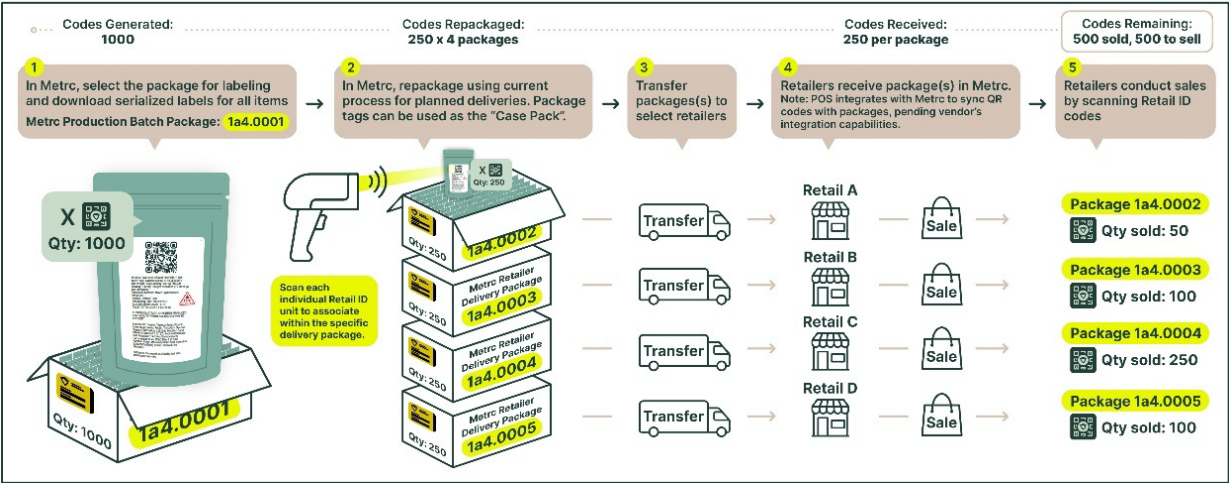 Codes Generated:
1000
Codes Repackaged:
250 x 4 packages
Codes Received:
250 per package
Codes Remaining:
500 sold, 500 to sell
1
In Metrc, select the package for labeling
and download serialized labels for all items
Metrc Production Batch Package: 1a4.0001
2
In Metrc, repackage using current
process for planned deliveries. Package
tags can be used as the "Case Pack".
3
Transfer
packages(s) to
select retailers
4
Retailers receive package(s) in Metrc.
Note: POS integrates with Metrc to sync QR
codes with packages, pending vendor's
integration capabilities.
5
Retailers conduct sales
by scanning Retail ID
codes
X
Qty: 1000
Qty: 1000
1a4.0001
Scan each
individual Retail ID
unit to associate
within the specific
delivery package.
X
Qty: 250
Qty: 250
1a4.0002
Qty: 250
Metrc Retailer
Delivery Package
1a4.0003
Qty: 250
Metrc Retailer
Delivery Package
1a4.0004
Qty: 250
Metrc Retailer
Delivery Package
1a4.0005
Transfer
Retail A
Sale
Package 1a4.0002
Qty sold: 50
Transfer
Retail B
Sale
Package 1a4.0003
Qty sold: 100
Transfer
Retail C
Sale
Package 1a4.0004
Qty sold: 250
Transfer
Retail D
Sale
Package 1a4.0005
Qty sold: 100